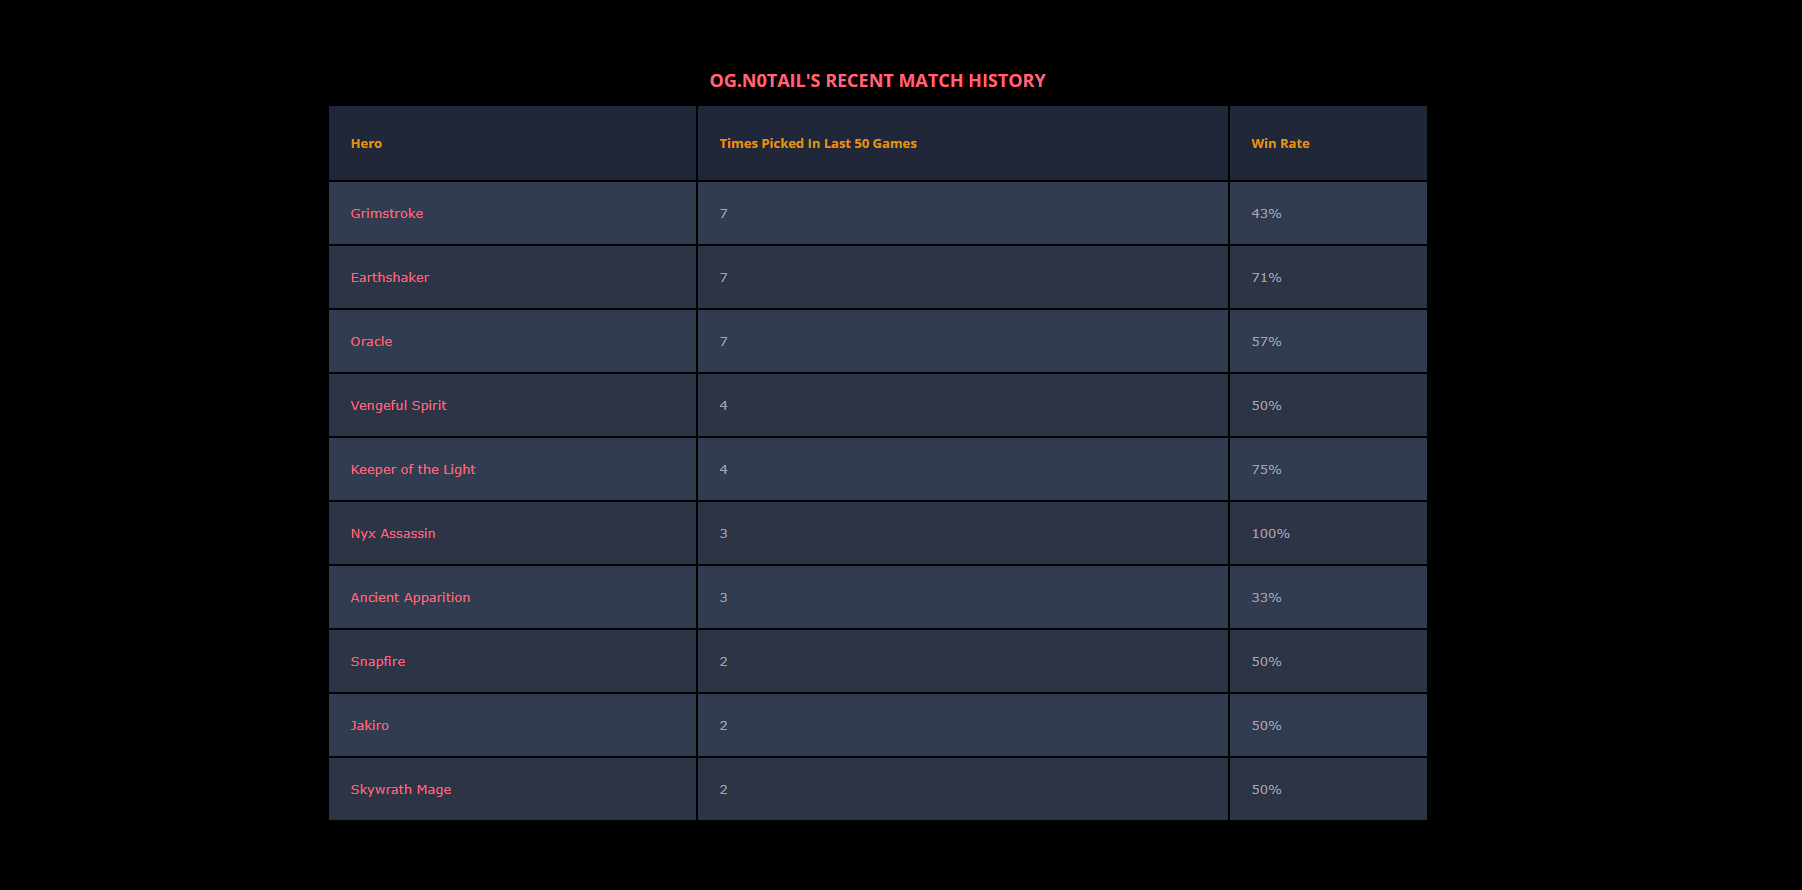 OG.N0TAIL'S RECENT MATCH HISTORY
Hero Times Picked In Last 50 Games Win Rate
Grimstroke 7 43%
Earthshaker 7 71%
Oracle 7 57%
Vengeful Spirit 4 50%
Keeper of the Light 4 75%
Nyx Assassin 3 100%
Ancient Apparition 3 33%
Snapfire 2 50%
Jakiro 2 50%
Skywrath Mage 2 50%